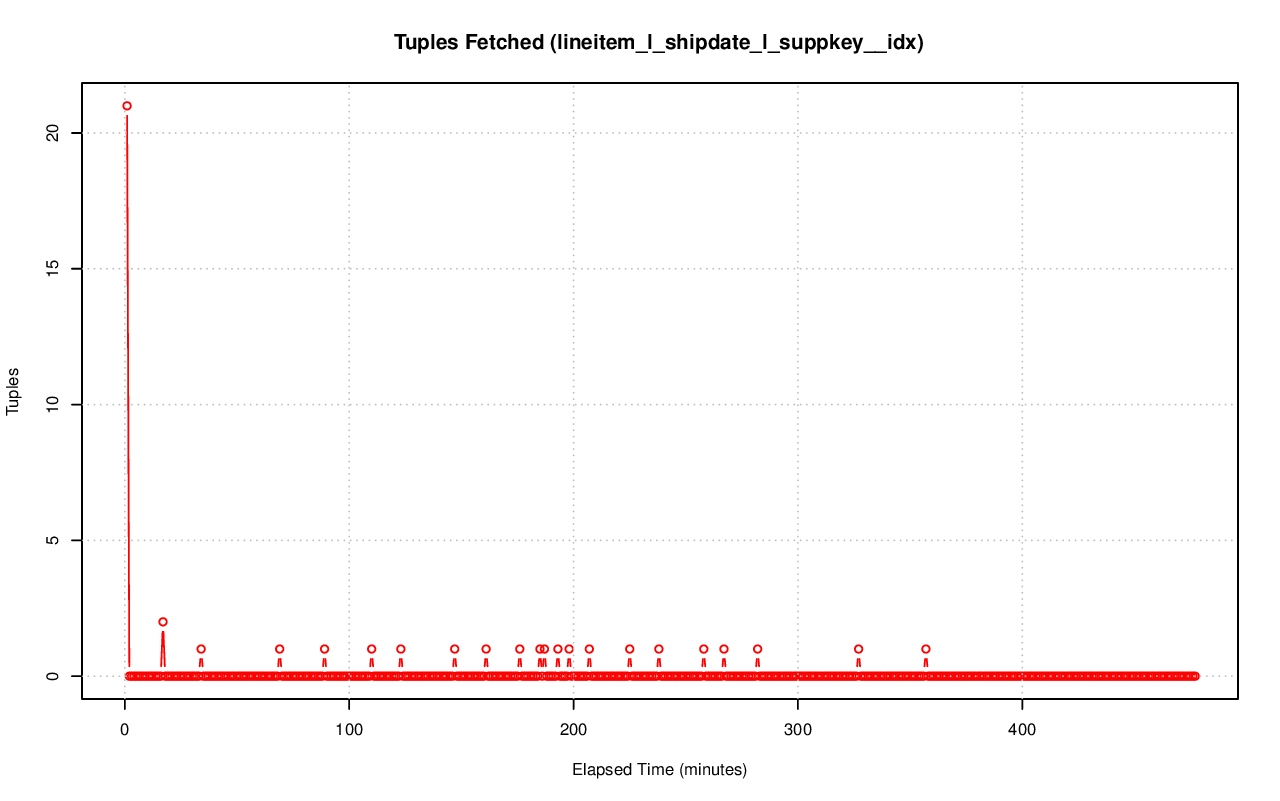 Tuples Fetched (lineitem_l_shipdate_l_suppkey__idx)
Tuples
20
15
10
5
0
0 100 200 300 400
Elapsed Time (minutes)